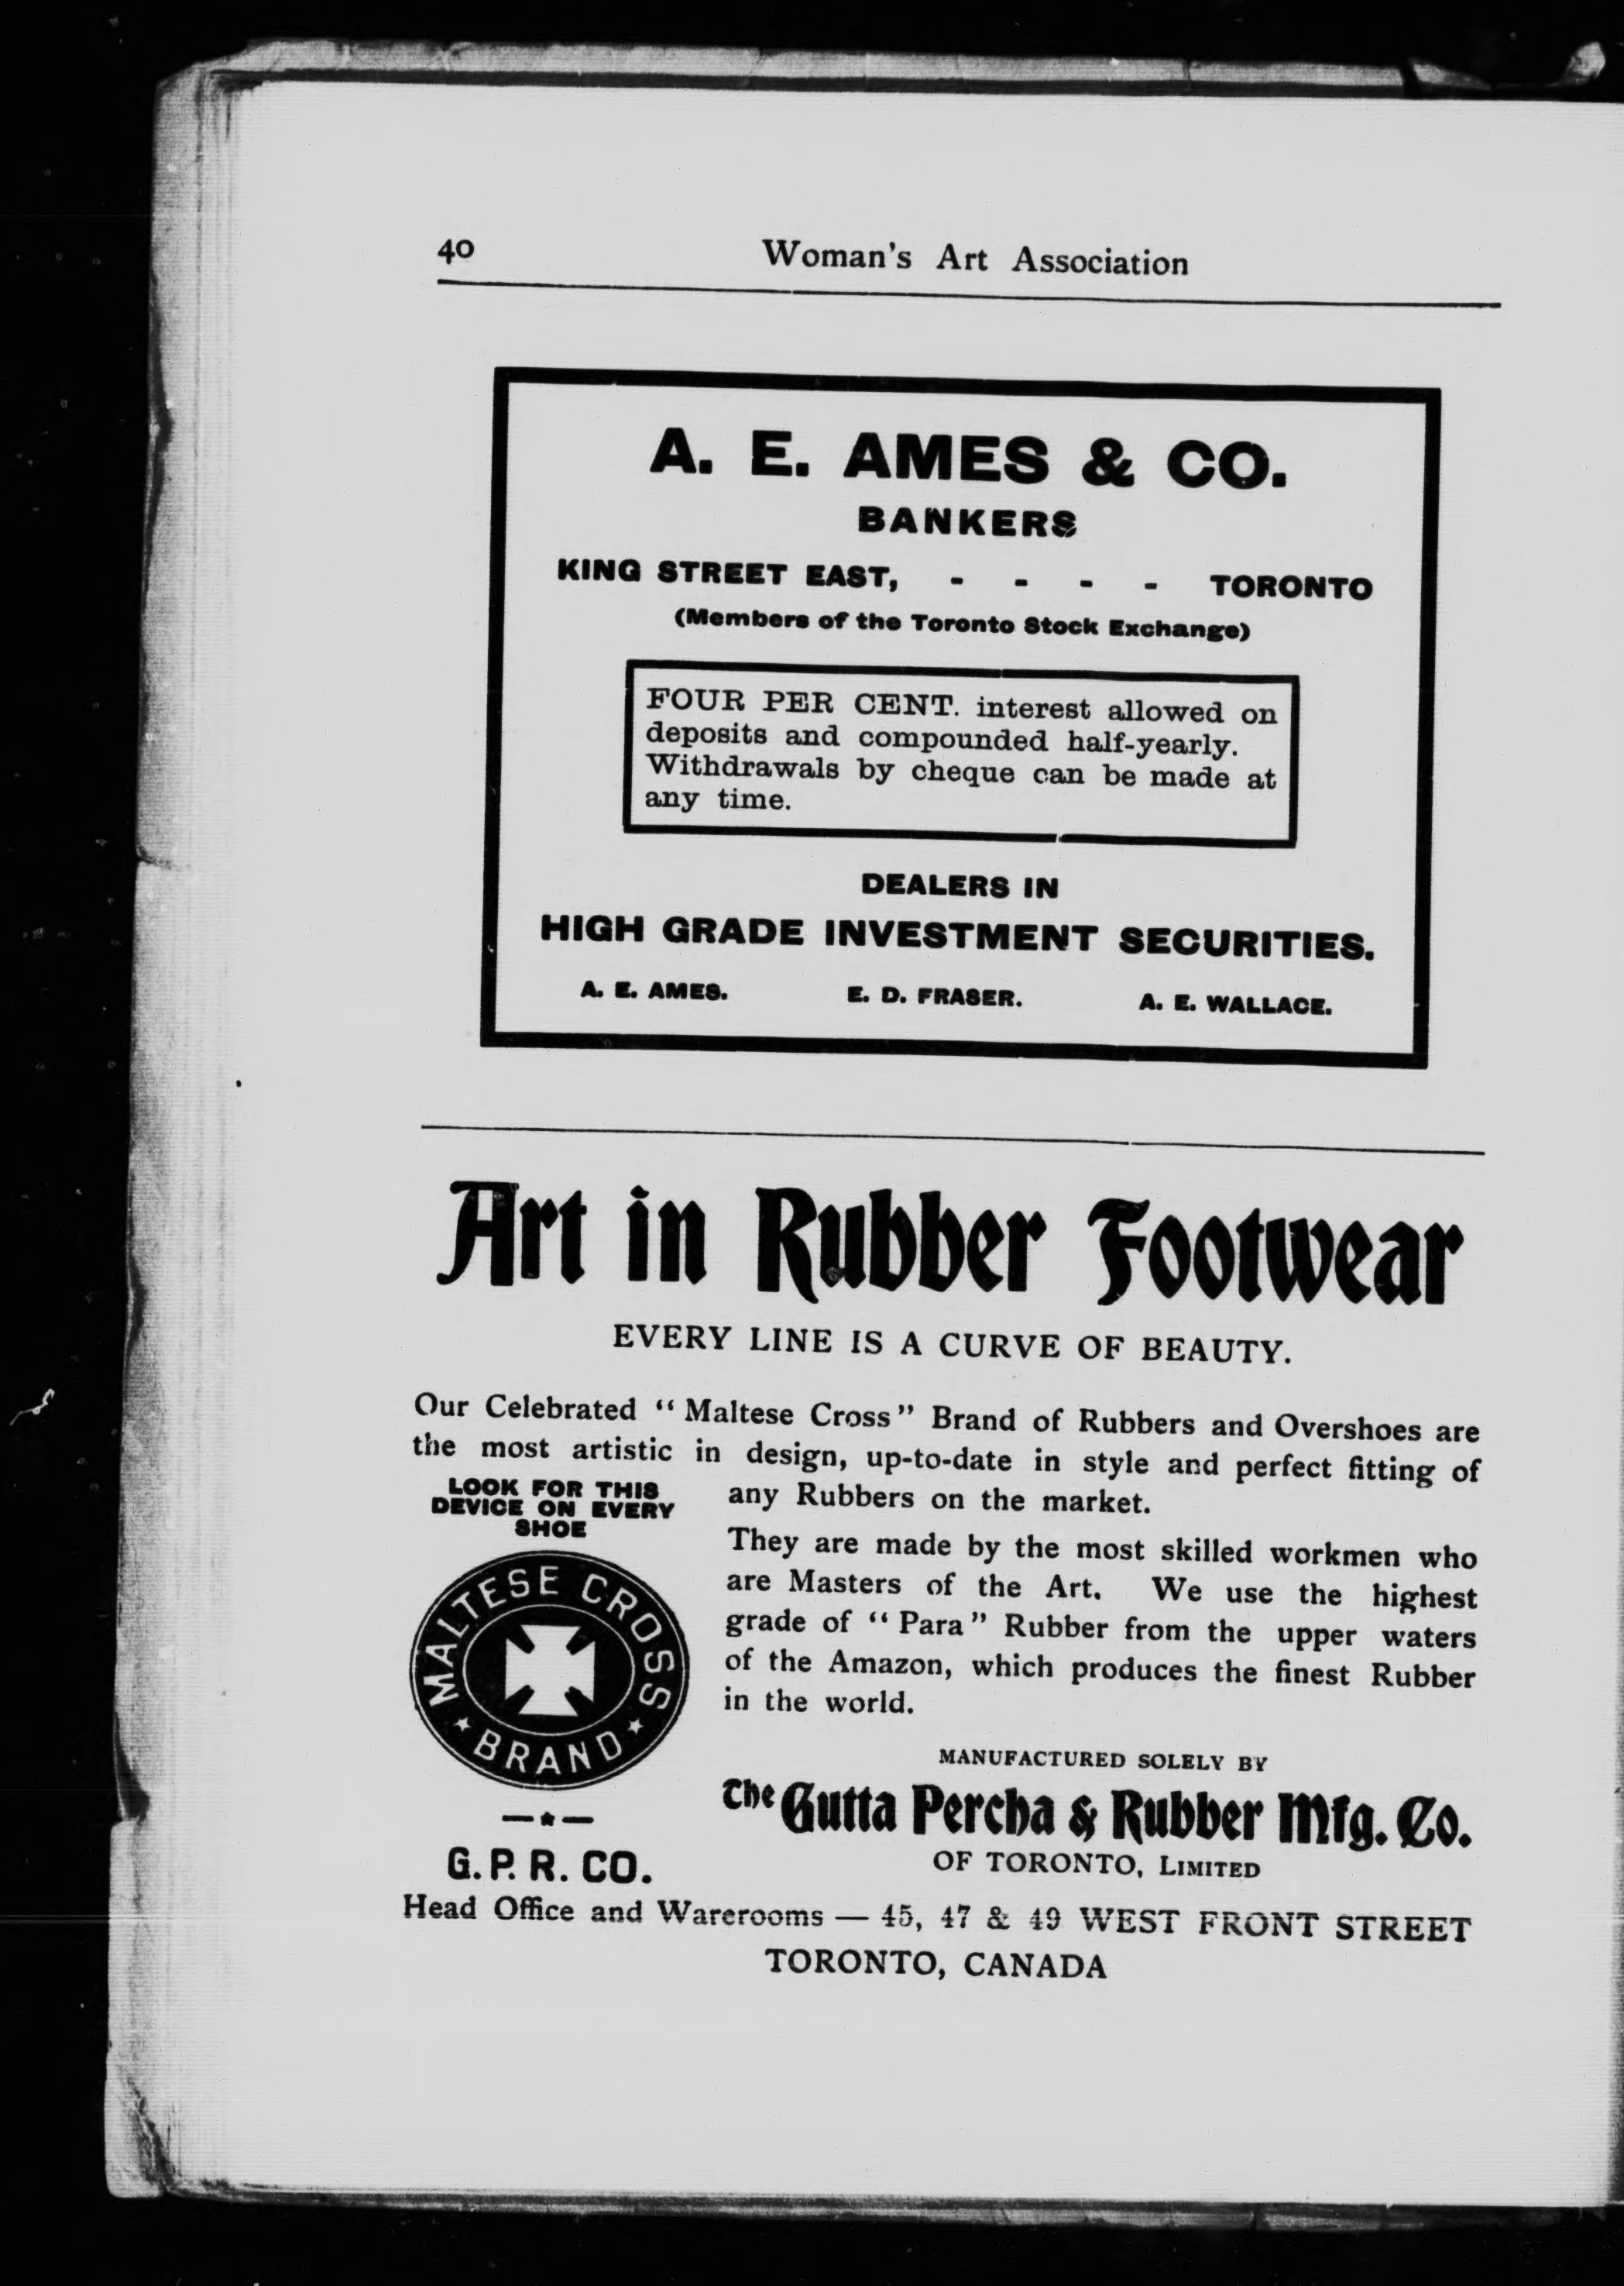 40 Woman's Art Association
A. E. AMES & CO.
BANKERS
KING STREET EAST, - - - - TORONTO
(Members of the Toronto Stock Exchange)
FOUR PER CENT. interest allowed on
deposits and compounded half-yearly.
Withdrawals by cheque can be made at
any time.
DEALERS IN
HIGH GRADE INVESTMENT SECURITIES.
A. E. AMES. E. D. FRASER. A. E. WALLACE.
Art in Rubber Footwear
EVERY LINE IS A CURVE OF BEAUTY.
Our Celebrated "Maltese Cross" Brand of Rubbers and Overshoes are
the most artistic in design, up-to-date in style and perfect fitting of
any Rubbers on the market.
LOOK FOR THIS
DEVICE ON EVERY
SHOE
MALTESE CROSS
BRAND
G. P. R. CO.
They are made by the most skilled workmen who
are Masters of the Art. We use the highest
grade of "Para" Rubber from the upper waters
of the Amazon, which produces the finest Rubber
in the world.
MANUFACTURED SOLELY BY
The Gutta Percha & Rubber Mfg. Co.
OF TORONTO, LIMITED
Head Office and Warerooms — 45, 47 & 49 WEST FRONT STREET
TORONTO, CANADA